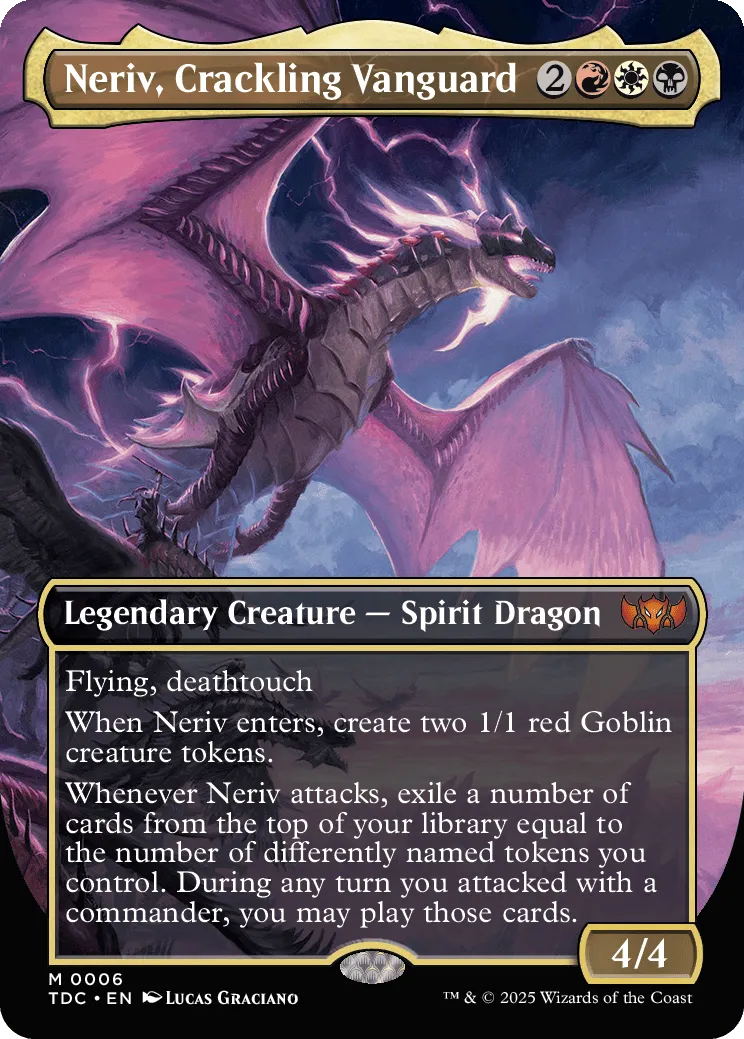 Neriv, Crackling Vanguard 2
Legendary Creature — Spirit Dragon
Flying, deathtouch
When Neriv enters, create two 1/1 red Goblin
creature tokens.
Whenever Neriv attacks, exile a number of
cards from the top of your library equal to
the number of differently named tokens you
control. During any turn you attacked with a
commander, you may play those cards.
4/4
M 0006
TDC • EN LUCAS GRACIANO
™ & © 2025 Wizards of the Coast